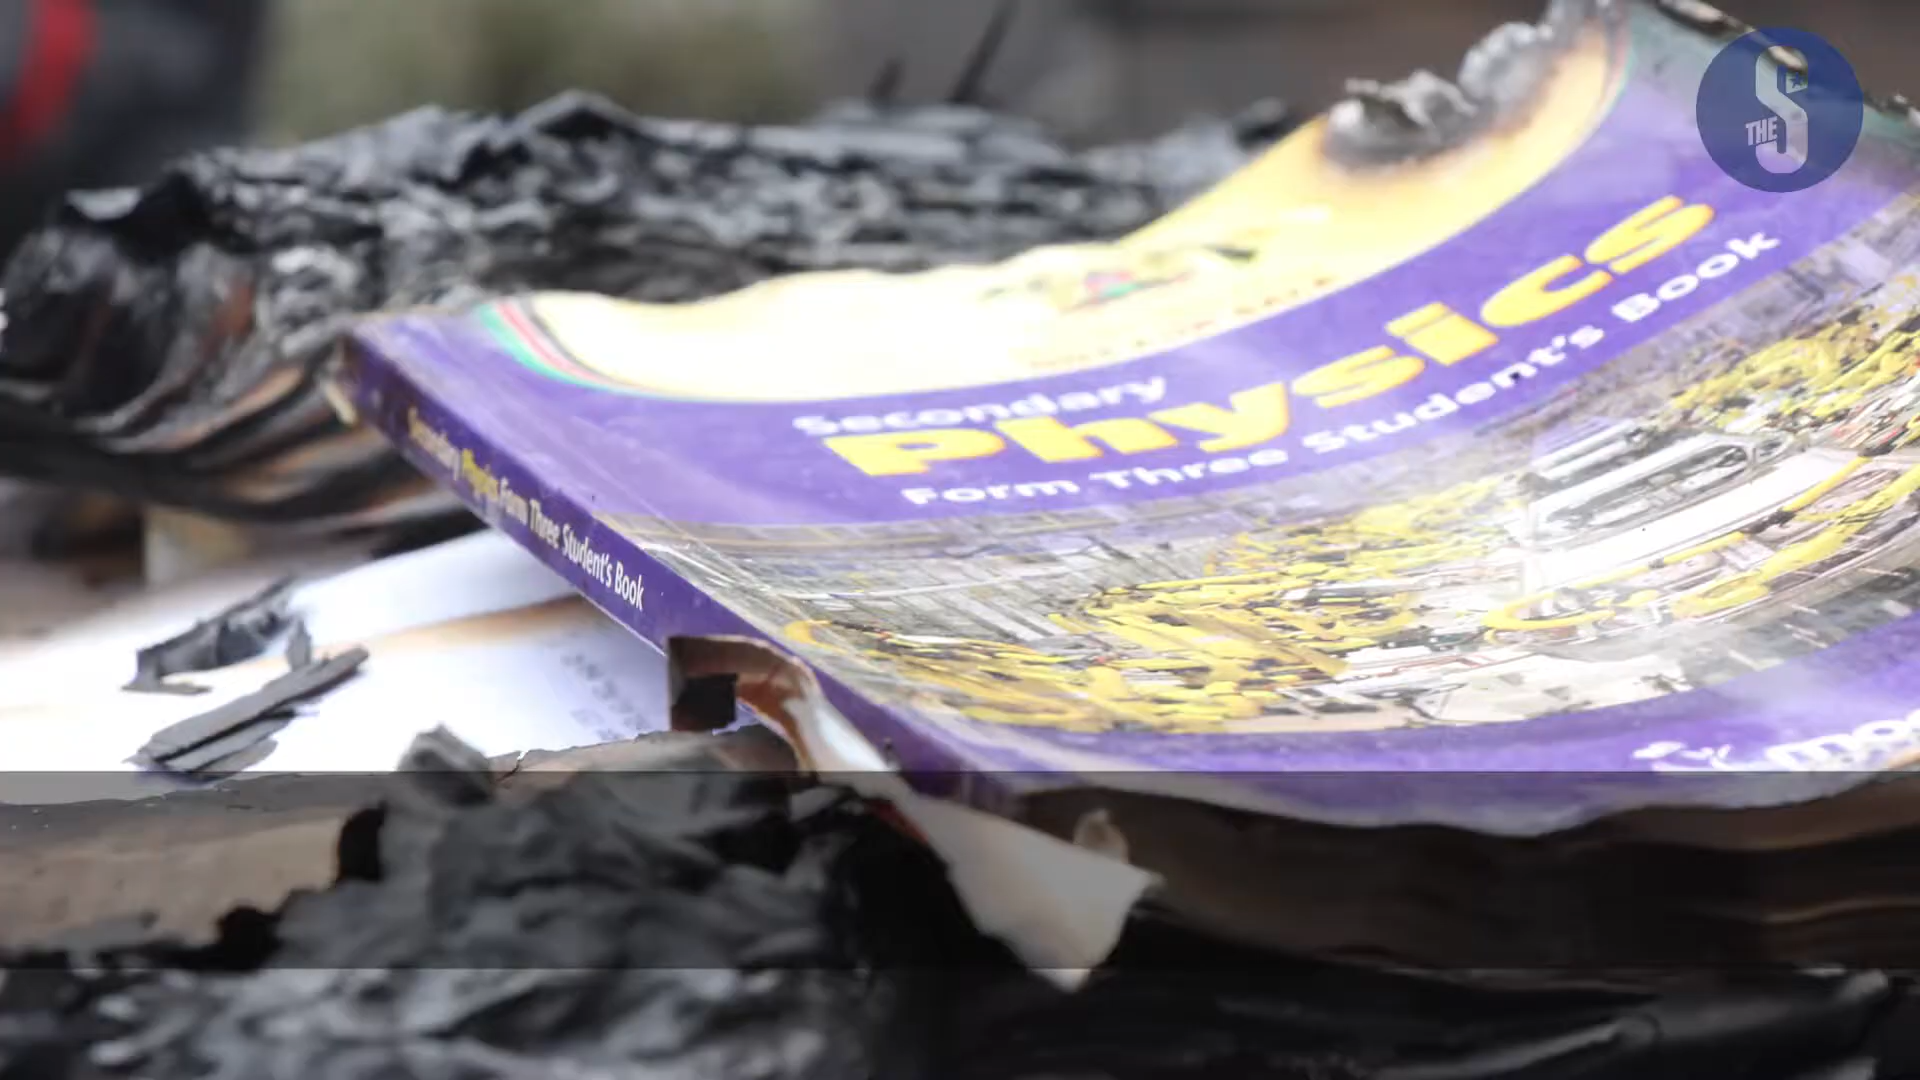 THE S
Secondary
Physics
Form Three Student's Book
Secondary Physics Form Three Student's Book